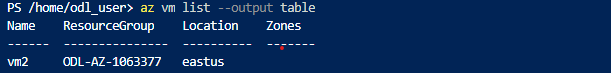 PS /home/odl_user> az vm list --output table
Name    ResourceGroup    Location    Zones
------  ---------------  ----------  -------
vm2     ODL-AZ-1063377   eastus